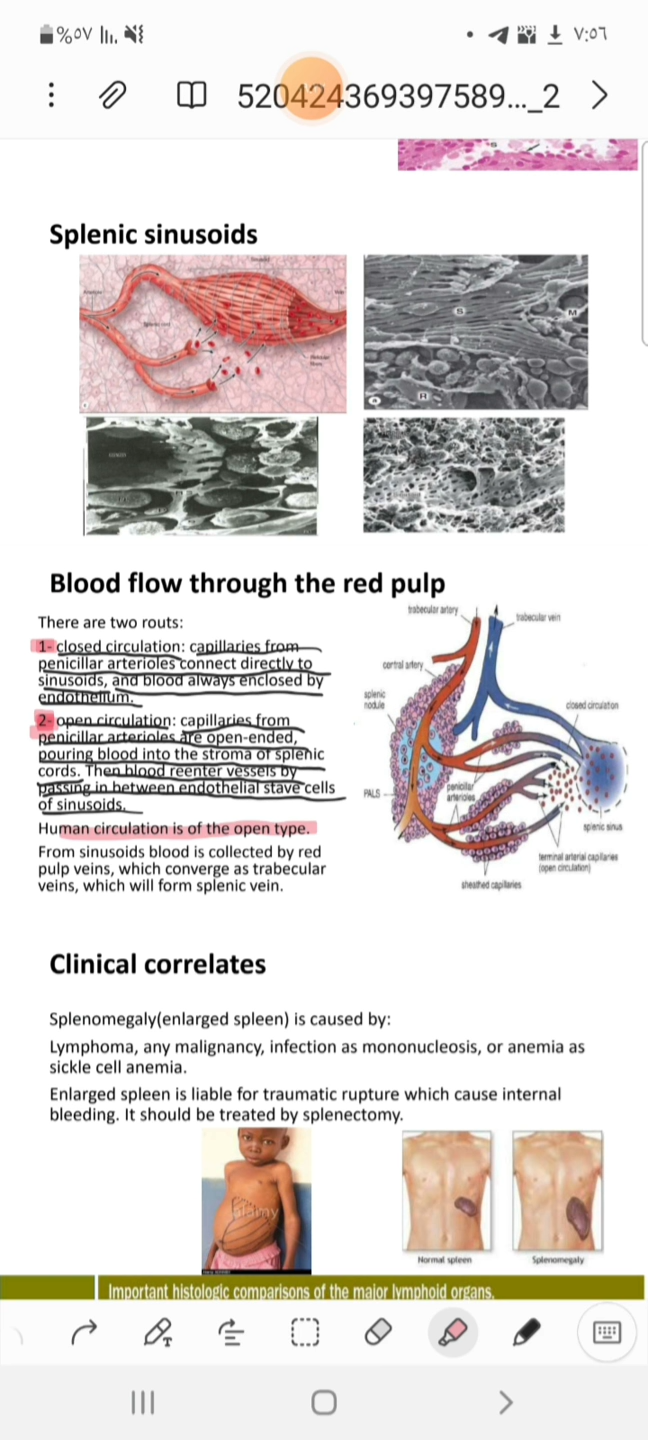 %٥٧
٧:٥٦
520424369397589..._2
Splenic sinusoids
S
M
R
Blood flow through the red pulp
There are two routs:
1- closed circulation: capillaries from
penicillar arterioles connect directly to
sinusoids, and blood always enclosed by
endothelium.
2- open circulation: capillaries from
penicillar arterioles are open-ended,
pouring blood into the stroma of splenic
cords. Then blood reenter vessels by
passing in between endothelial stave cells
of sinusoids.
Human circulation is of the open type.
From sinusoids blood is collected by red
pulp veins, which converge as trabecular
veins, which will form splenic vein.
trabecular artery
trabecular vein
central artery
splenic
nodule
closed circulation
PALS
penicillar
arterioles
splenic sinus
terminal arterial capillaries
(open circulation)
sheathed capillaries
Clinical correlates
Splenomegaly(enlarged spleen) is caused by:
Lymphoma, any malignancy, infection as mononucleosis, or anemia as
sickle cell anemia.
Enlarged spleen is liable for traumatic rupture which cause internal
bleeding. It should be treated by splenectomy.
alamy
Normal spleen
Splenomegaly
Important histologic comparisons of the major lymphoid organs.